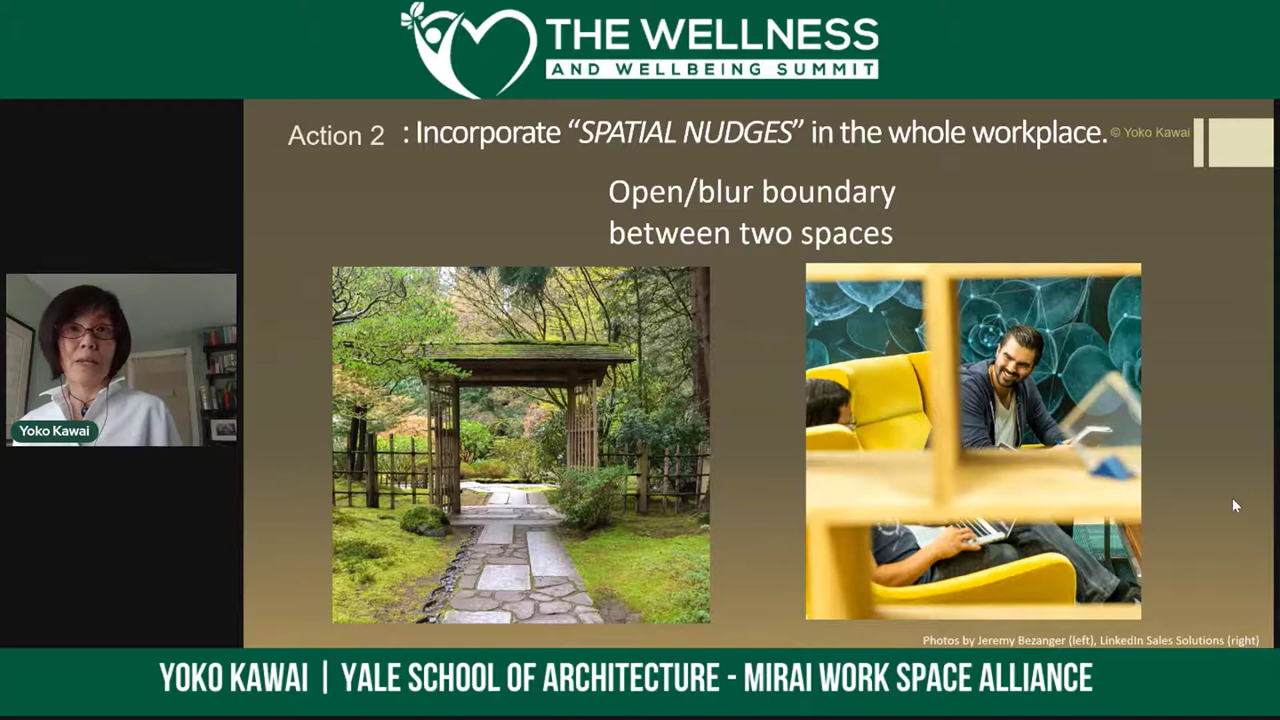 THE WELLNESS
AND WELLBEING SUMMIT
Action 2 : Incorporate “SPATIAL NUDGES” in the whole workplace. © Yoko Kawai
Open/blur boundary
between two spaces
Yoko Kawai
Photos by Jeremy Bezanger (left), LinkedIn Sales Solutions (right)
YOKO KAWAI | YALE SCHOOL OF ARCHITECTURE - MIRAI WORK SPACE ALLIANCE